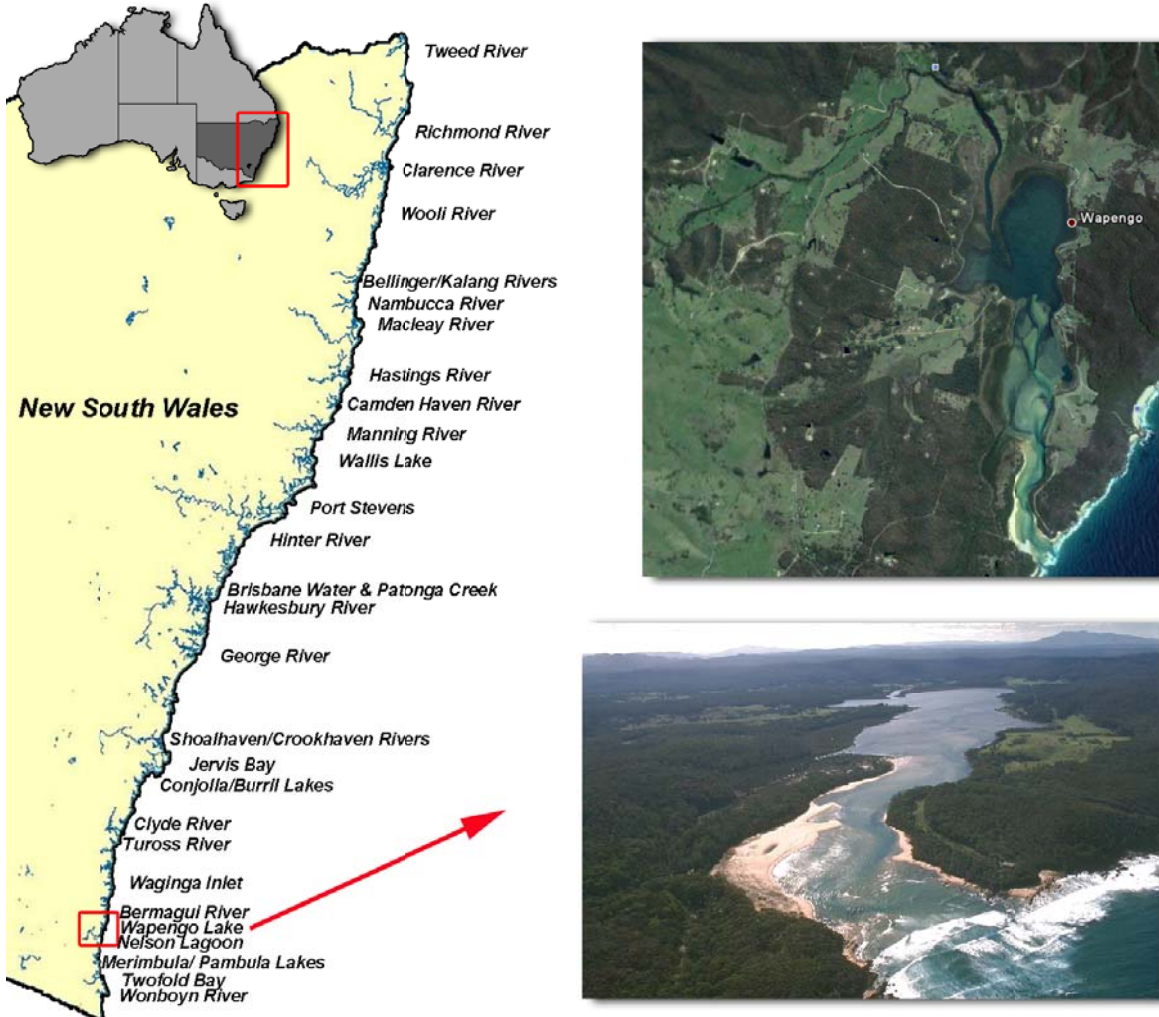 Tweed River
Richmond River
Clarence River
Wooli River
Bellinger/Kalang Rivers
Nambucca River
Macleay River
Hastings River
New South Wales
Camden Haven River
Manning River
Wallis Lake
Port Stevens
Hinter River
Brisbane Water & Patonga Creek
Hawkesbury River
George River
Shoalhaven/Crookhaven Rivers
Jervis Bay
Conjolla/Burril Lakes
Clyde River
Tuross River
Waginga Inlet
Bermagui River
Wapengo Lake
Nelson Lagoon
Merimbula/ Pambula Lakes
Twofold Bay
Wonboyn River
Wapengo